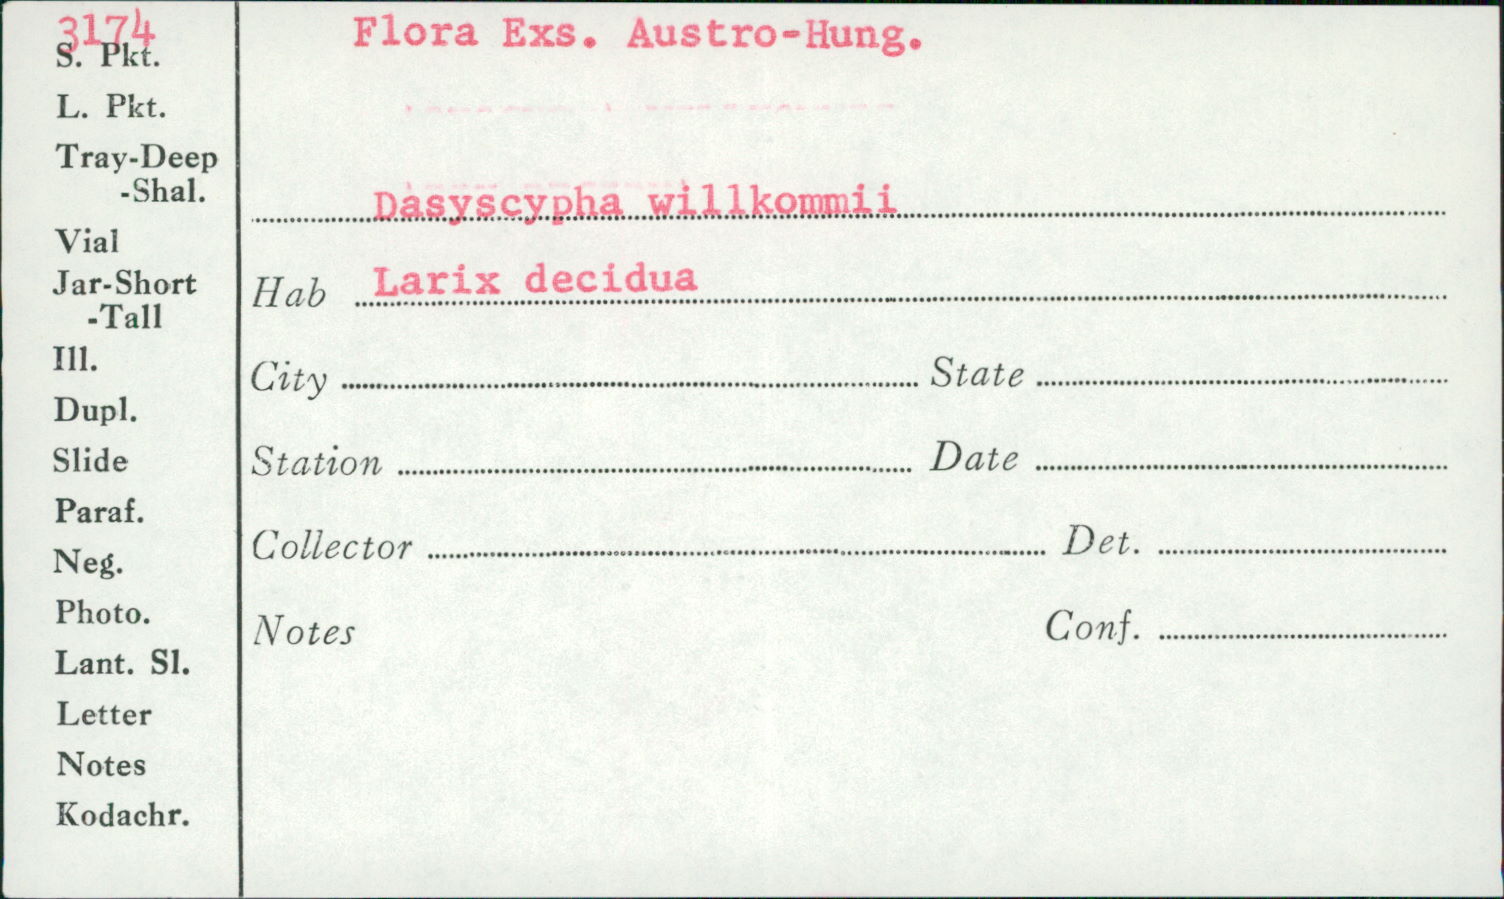 3174
S. Pkt.
L. Pkt.
Tray-Deep
-Shal.
Vial
Jar-Short
-Tall
Ill.
Dupl.
Slide
Paraf.
Neg.
Photo.
Lant. Sl.
Letter
Notes
Kodachr.
Flora Exs. Austro-Hung.
Dasyscypha willkommii
Hab Larix decidua
City State
Station Date
Collector Det.
Notes Conf.